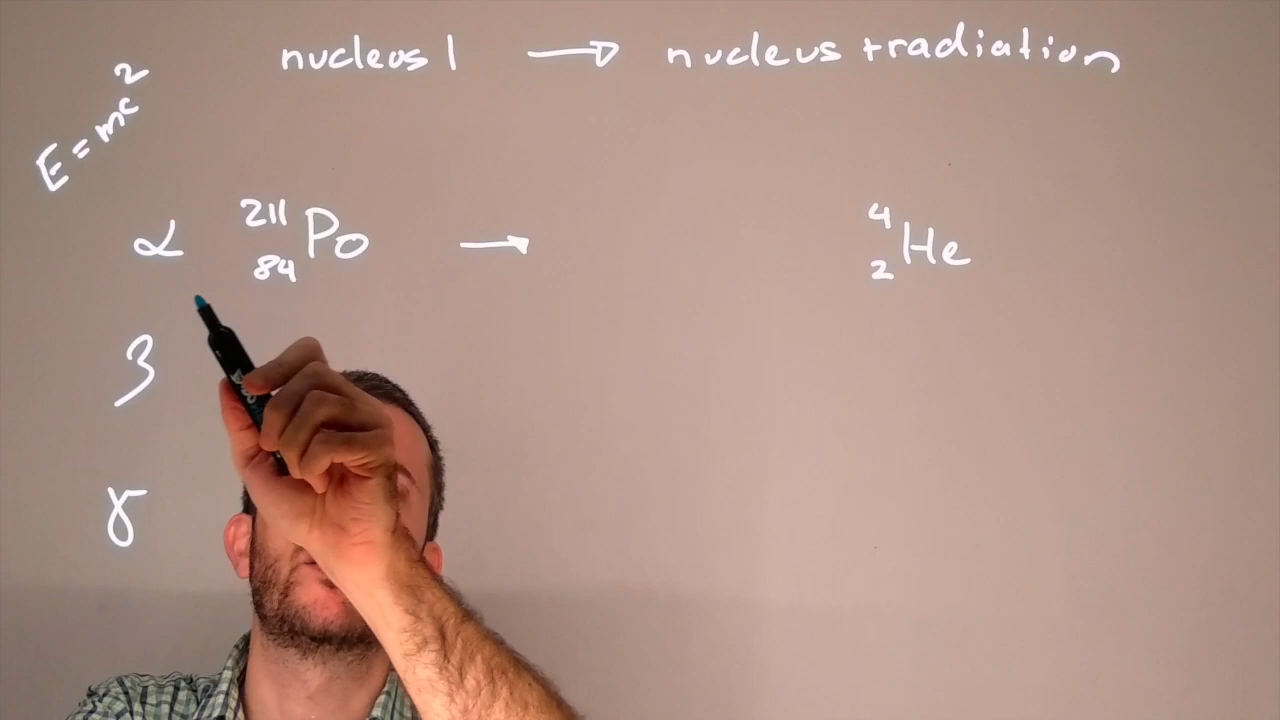 nucleus 1 → nucleus + radiation
E = mc²
α ²¹¹₈₄Po → ⁴₂He
β
γ